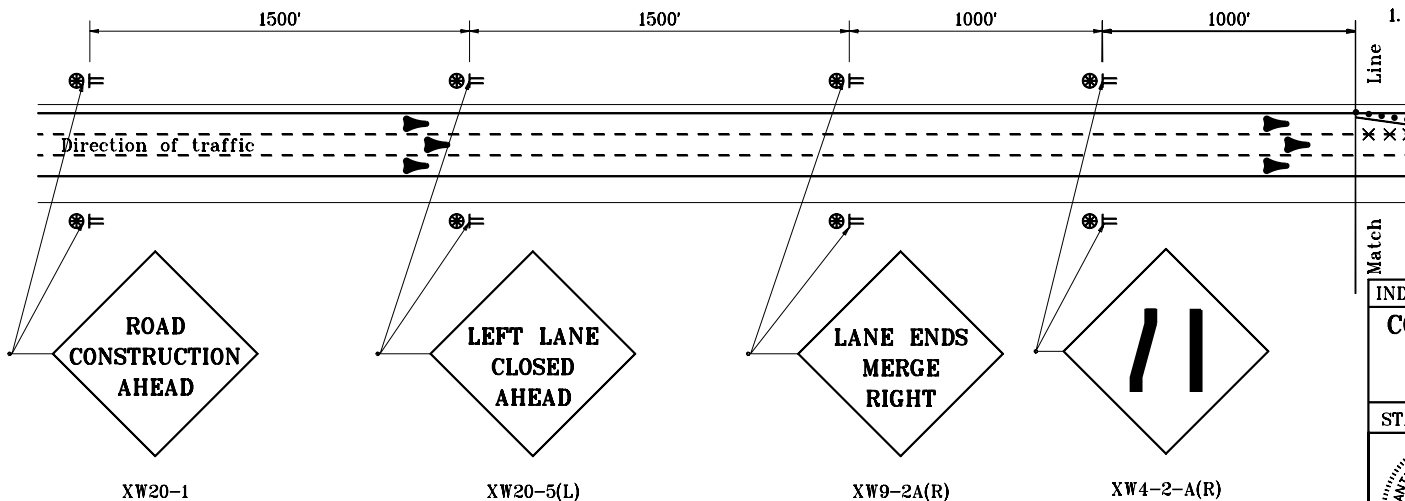 1500'
1500'
1000'
1000'
1.
Line
Direction of traffic
Match
ROAD
CONSTRUCTION
AHEAD
LEFT LANE
CLOSED
AHEAD
LANE ENDS
MERGE
RIGHT
XW20-1
XW20-5(L)
XW9-2A(R)
XW4-2-A(R)